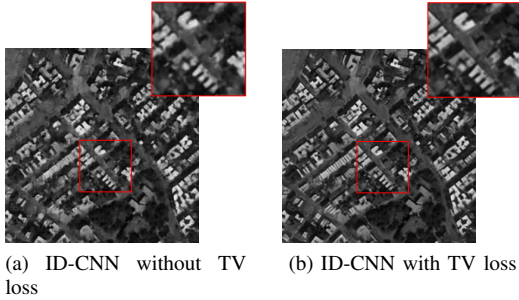 (a) ID-CNN without TV
loss
(b) ID-CNN with TV loss